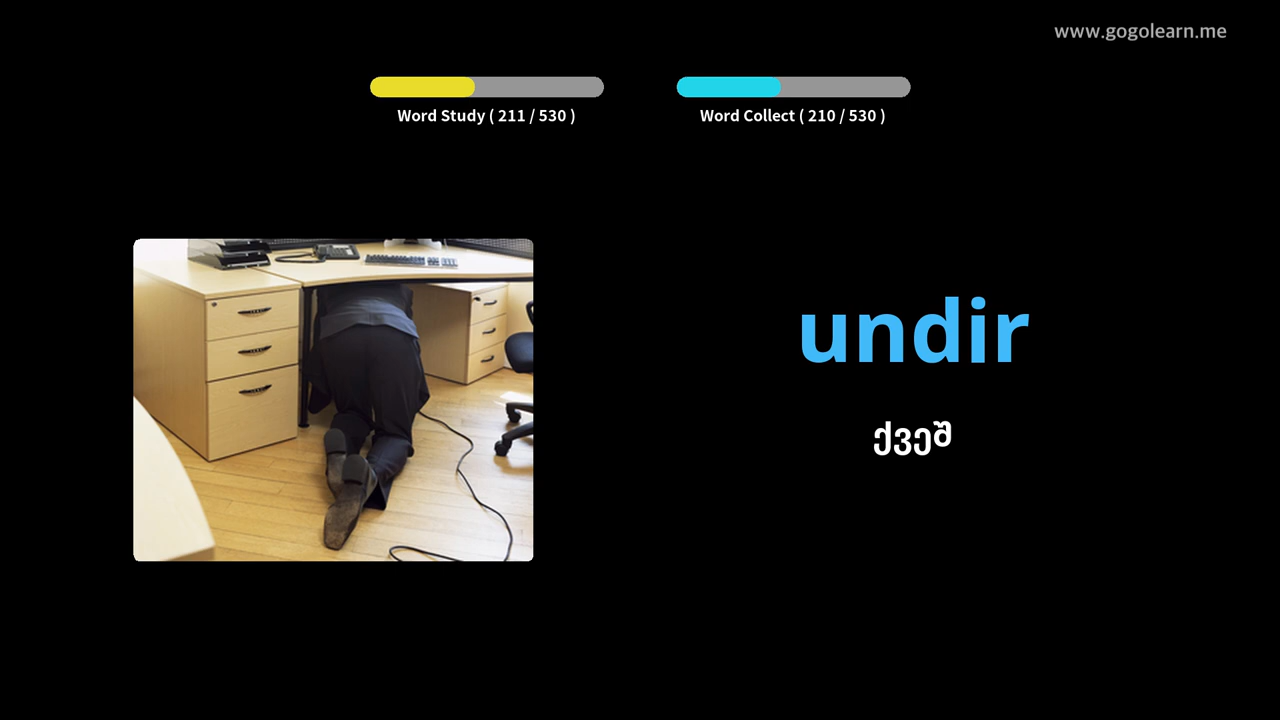 www.gogolearn.me
Word Study ( 211 / 530 )
Word Collect ( 210 / 530 )
undir
ქვეშ